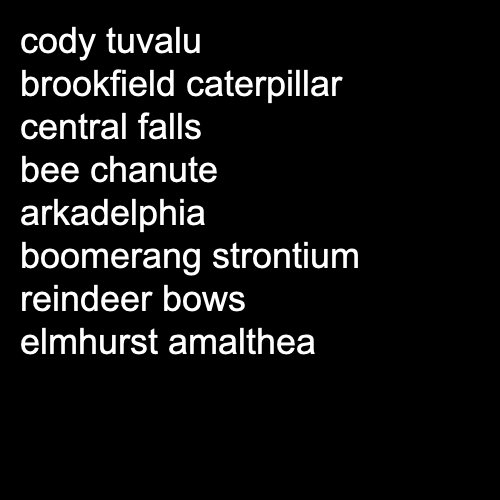 cody tuvalu
brookfield caterpillar
central falls
bee chanute
arkadelphia
boomerang strontium
reindeer bows
elmhurst amalthea